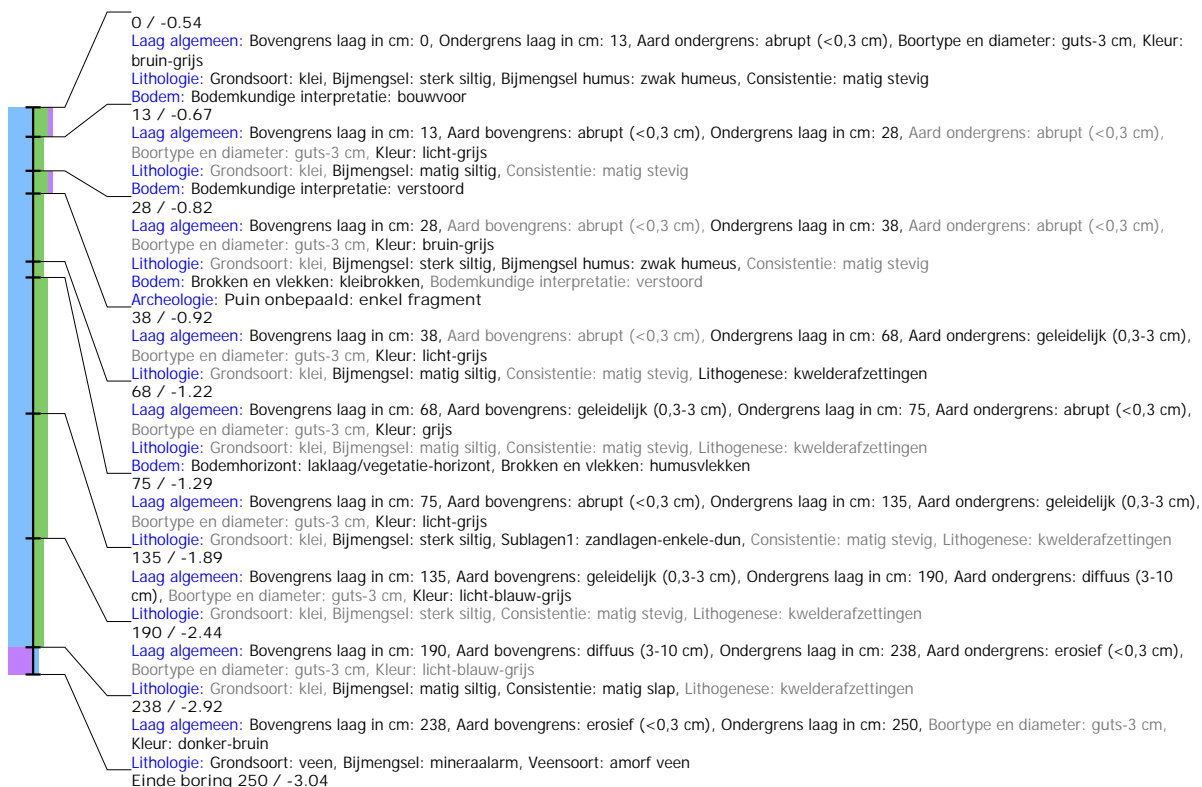 0 / -0.54
Laag algemeen: Bovengrens laag in cm: 0, Ondergrens laag in cm: 13, Aard ondergrens: abrupt (<0,3 cm), Boortype en diameter: guts-3 cm, Kleur:
bruin-grijs
Lithologie: Grondsoort: klei, Bijmengsel: sterk siltig, Bijmengsel humus: zwak humeus, Consistentie: matig stevig
Bodem: Bodemkundige interpretatie: bouwvoor
13 / -0.67
Laag algemeen: Bovengrens laag in cm: 13, Aard bovengrens: abrupt (<0,3 cm), Ondergrens laag in cm: 28, Aard ondergrens: abrupt (<0,3 cm),
Boortype en diameter: guts-3 cm, Kleur: licht-grijs
Lithologie: Grondsoort: klei, Bijmengsel: matig siltig, Consistentie: matig stevig
Bodem: Bodemkundige interpretatie: verstoord
28 / -0.82
Laag algemeen: Bovengrens laag in cm: 28, Aard bovengrens: abrupt (<0,3 cm), Ondergrens laag in cm: 38, Aard ondergrens: abrupt (<0,3 cm),
Boortype en diameter: guts-3 cm, Kleur: bruin-grijs
Lithologie: Grondsoort: klei, Bijmengsel: sterk siltig, Bijmengsel humus: zwak humeus, Consistentie: matig stevig
Bodem: Brokken en vlekken: kleibrokken, Bodemkundige interpretatie: verstoord
Archeologie: Puin onbepaald: enkel fragment
38 / -0.92
Laag algemeen: Bovengrens laag in cm: 38, Aard bovengrens: abrupt (<0,3 cm), Ondergrens laag in cm: 68, Aard ondergrens: geleidelijk (0,3-3 cm),
Boortype en diameter: guts-3 cm, Kleur: licht-grijs
Lithologie: Grondsoort: klei, Bijmengsel: matig siltig, Consistentie: matig stevig, Lithogenese: kwelderafzettingen
68 / -1.22
Laag algemeen: Bovengrens laag in cm: 68, Aard bovengrens: geleidelijk (0,3-3 cm), Ondergrens laag in cm: 75, Aard ondergrens: abrupt (<0,3 cm),
Boortype en diameter: guts-3 cm, Kleur: grijs
Lithologie: Grondsoort: klei, Bijmengsel: matig siltig, Consistentie: matig stevig, Lithogenese: kwelderafzettingen
Bodem: Bodemhorizont: laklaag/vegetatie-horizont, Brokken en vlekken: humusvlekken
75 / -1.29
Laag algemeen: Bovengrens laag in cm: 75, Aard bovengrens: abrupt (<0,3 cm), Ondergrens laag in cm: 135, Aard ondergrens: geleidelijk (0,3-3 cm),
Boortype en diameter: guts-3 cm, Kleur: licht-grijs
Lithologie: Grondsoort: klei, Bijmengsel: sterk siltig, Sublagen1: zandlagen-enkele-dun, Consistentie: matig stevig, Lithogenese: kwelderafzettingen
135 / -1.89
Laag algemeen: Bovengrens laag in cm: 135, Aard bovengrens: geleidelijk (0,3-3 cm), Ondergrens laag in cm: 190, Aard ondergrens: diffuus (3-10
cm), Boortype en diameter: guts-3 cm, Kleur: licht-blauw-grijs
Lithologie: Grondsoort: klei, Bijmengsel: sterk siltig, Consistentie: matig stevig, Lithogenese: kwelderafzettingen
190 / -2.44
Laag algemeen: Bovengrens laag in cm: 190, Aard bovengrens: diffuus (3-10 cm), Ondergrens laag in cm: 238, Aard ondergrens: erosief (<0,3 cm),
Boortype en diameter: guts-3 cm, Kleur: licht-blauw-grijs
Lithologie: Grondsoort: klei, Bijmengsel: matig siltig, Consistentie: matig slap, Lithogenese: kwelderafzettingen
238 / -2.92
Laag algemeen: Bovengrens laag in cm: 238, Aard bovengrens: erosief (<0,3 cm), Ondergrens laag in cm: 250, Boortype en diameter: guts-3 cm,
Kleur: donker-bruin
Lithologie: Grondsoort: veen, Bijmengsel: mineraalarm, Veensoort: amorf veen
Einde boring 250 / -3.04